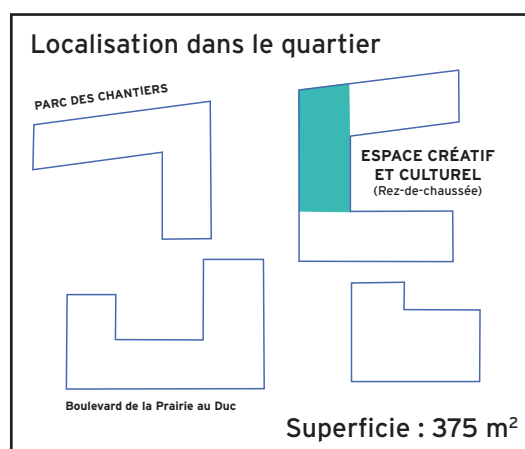 Localisation dans le quartier
PARC DES CHANTIERS
ESPACE CRÉATIF
ET CULTUREL
(Rez-de-chaussée)
Boulevard de la Prairie au Duc
Superficie : 375 m²